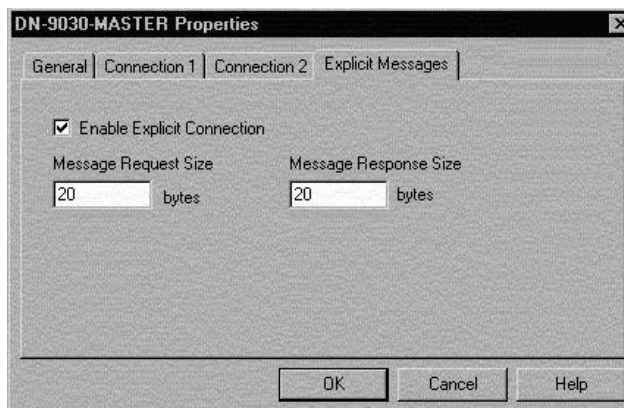 DN-9030-MASTER Properties
General Connection 1 Connection 2 Explicit Messages
Enable Explicit Connection
Message Request Size Message Response Size
20 bytes 20 bytes
OK Cancel Help